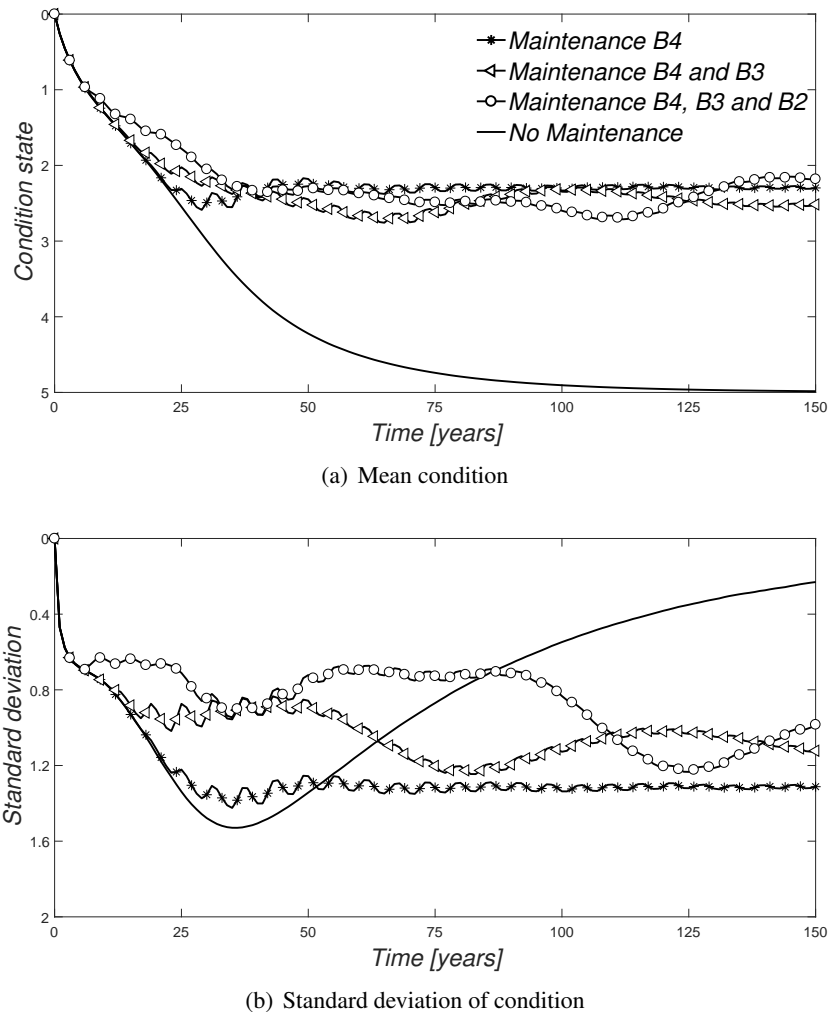 0
1
2
3
4
5
Condition state
Maintenance B4
Maintenance B4 and B3
Maintenance B4, B3 and B2
No Maintenance
0 25 50 75 100 125 150
Time [years]
(a) Mean condition
0
0.4
0.8
1.2
1.6
2
Standard deviation
0 25 50 75 100 125 150
Time [years]
(b) Standard deviation of condition